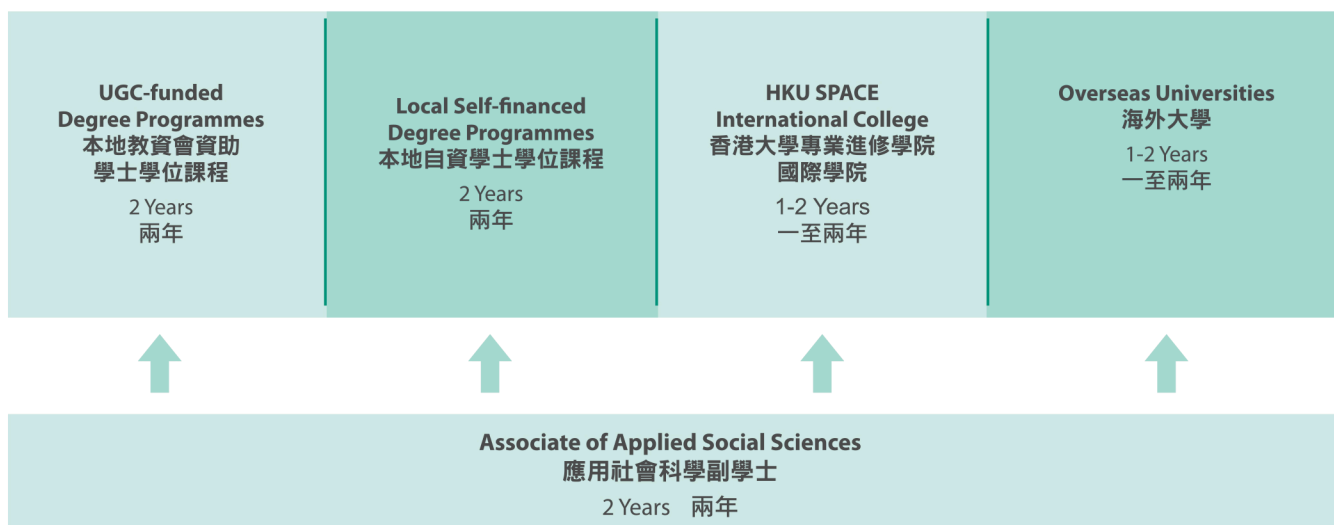 UGC-funded
Degree Programmes
本地教資會資助
學士學位課程
2 Years
兩年
Local Self-financed
Degree Programmes
本地自資學士學位課程
2 Years
兩年
HKU SPACE
International College
香港大學專業進修學院
國際學院
1-2 Years
一至兩年
Overseas Universities
海外大學
1-2 Years
一至兩年
Associate of Applied Social Sciences
應用社會科學副學士
2 Years 兩年